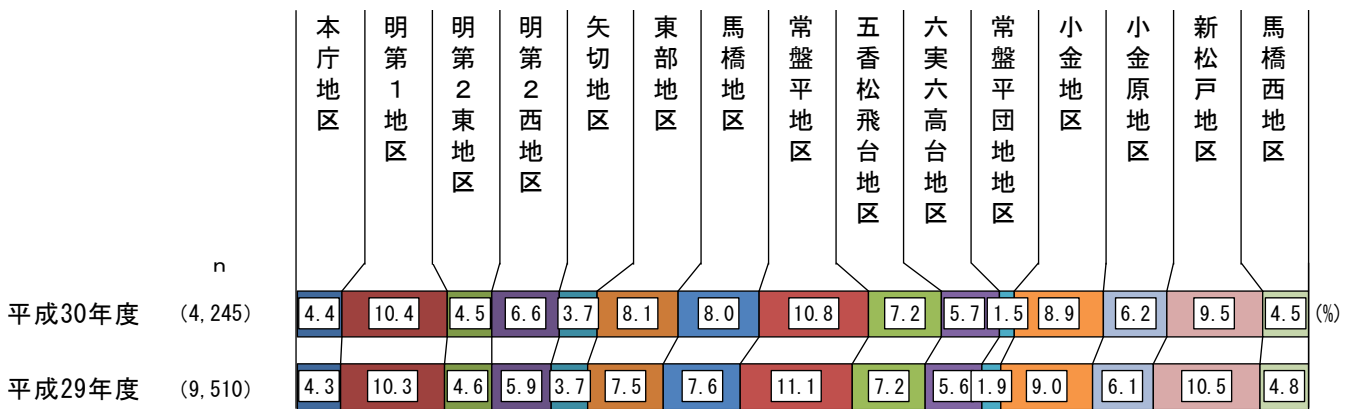 本庁地区
明第１地区
明第２東地区
明第２西地区
矢切地区
東部地区
馬橋地区
常盤平地区
五香松飛台地区
六実六高台地区
常盤平団地地区
小金地区
小金原地区
新松戸地区
馬橋西地区
n
平成30年度 (4,245) 4.4 10.4 4.5 6.6 3.7 8.1 8.0 10.8 7.2 5.7 1.5 8.9 6.2 9.5 4.5 (%)
平成29年度 (9,510) 4.3 10.3 4.6 5.9 3.7 7.5 7.6 11.1 7.2 5.6 1.9 9.0 6.1 10.5 4.8